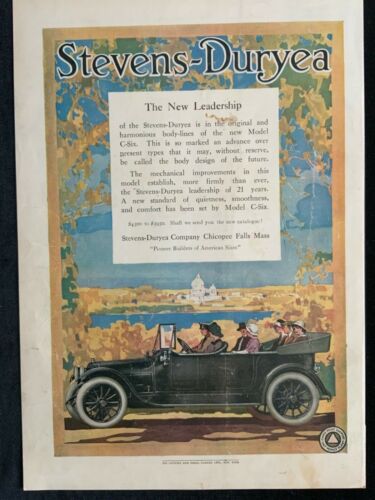 Stevens-Duryea
The New Leadership
of the Stevens-Duryea is in the original and
harmonious body-lines of the new Model
C-Six. This is so marked an advance over
present types that it may, without reserve,
be called the body design of the future.
The mechanical improvements in this
model establish, more firmly than ever,
the Stevens-Duryea leadership of 21 years.
A new standard of quietness, smoothness,
and comfort has been set by Model C-Six.
to Shall we send you the new catalogue?
Stevens-Duryea Company Chicopee Falls Mass
"Pioneer Builders of American Sixes"